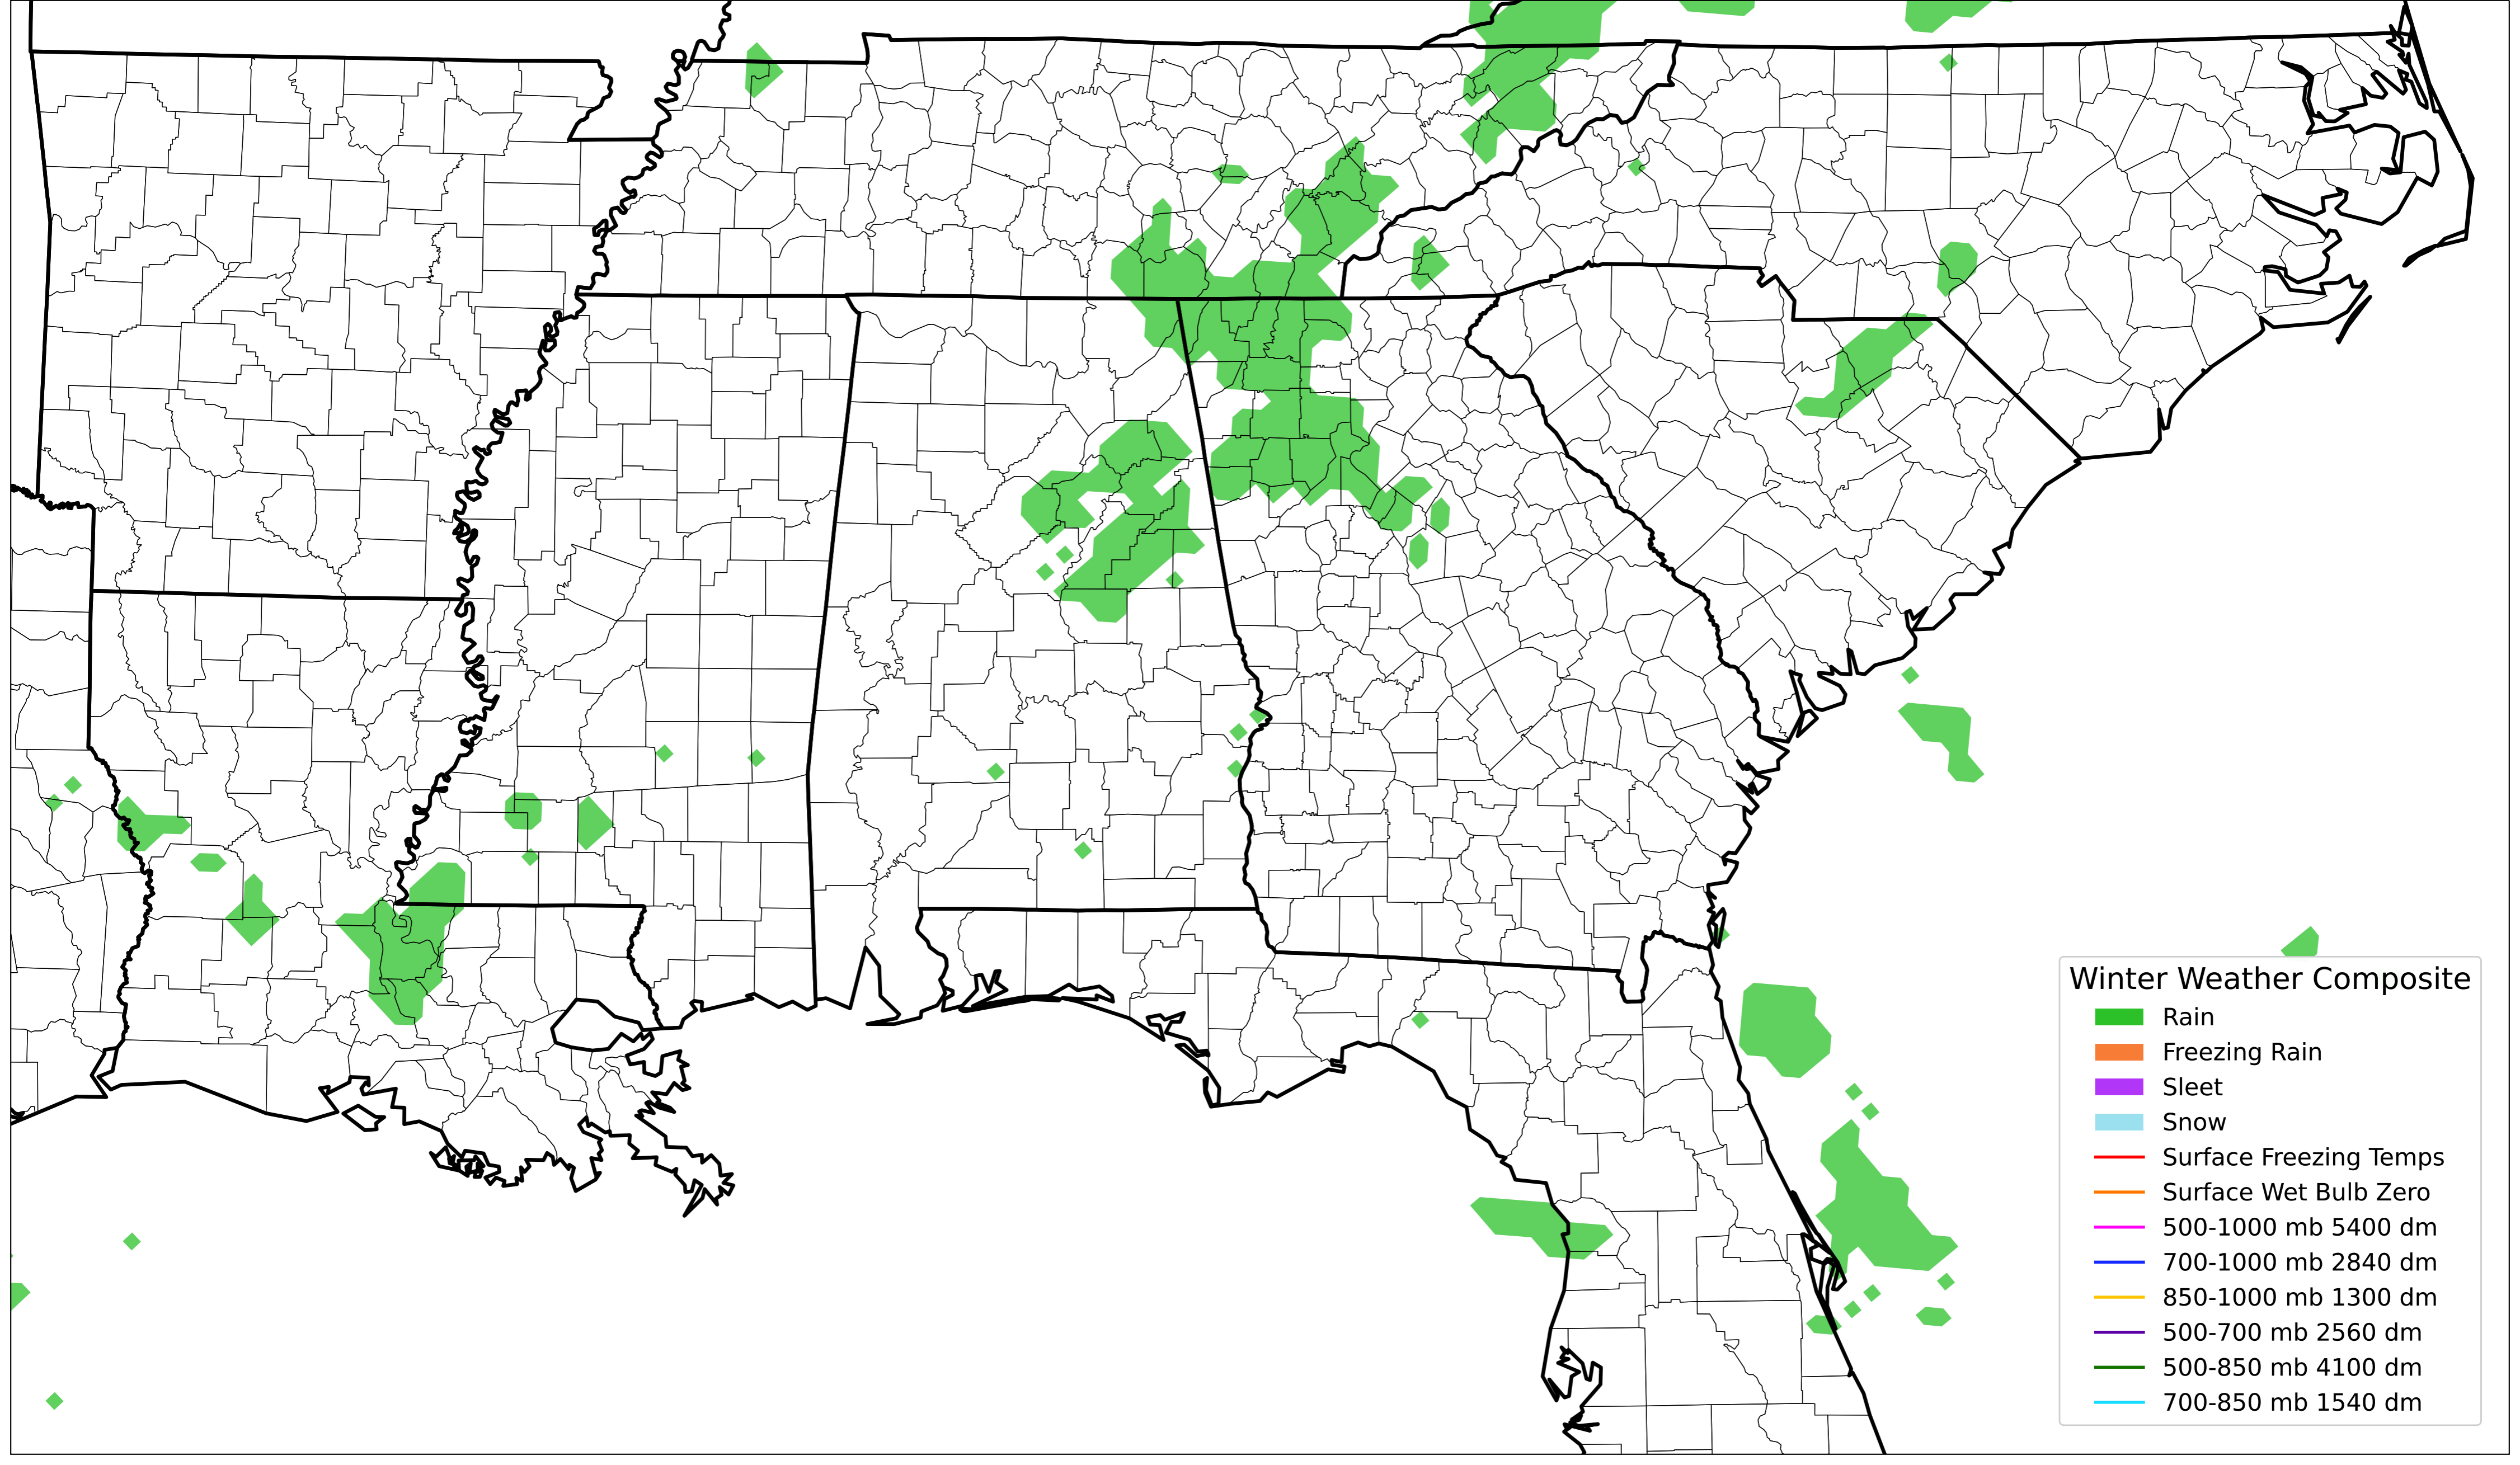 Winter Weather Composite
Rain
Freezing Rain
Sleet
Snow
Surface Freezing Temps
Surface Wet Bulb Zero
500-1000 mb 5400 dm
700-1000 mb 2840 dm
850-1000 mb 1300 dm
500-700 mb 2560 dm
500-850 mb 4100 dm
700-850 mb 1540 dm